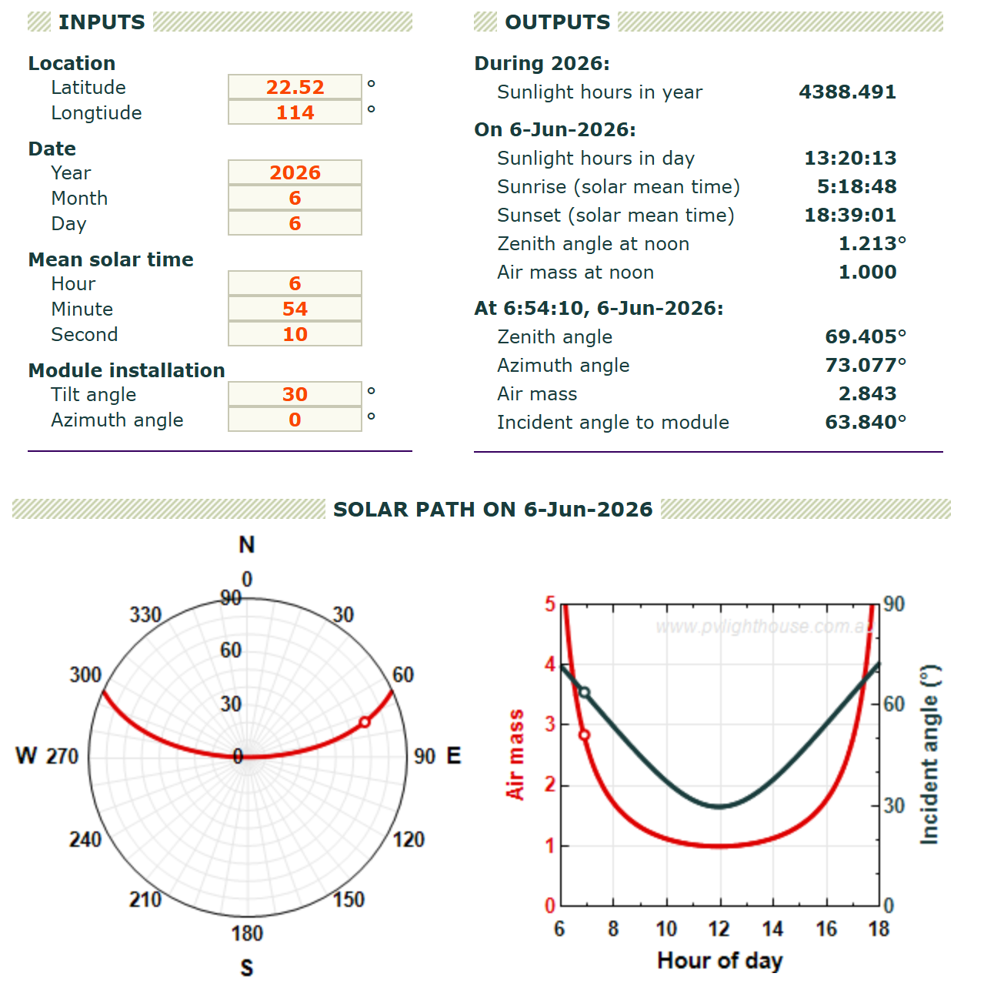 INPUTS
Location
Latitude 22.52 °
Longtiude 114 °
Date
Year 2026
Month 6
Day 6
Mean solar time
Hour 6
Minute 54
Second 10
Module installation
Tilt angle 30 °
Azimuth angle 0 °
OUTPUTS
During 2026:
Sunlight hours in year 4388.491
On 6-Jun-2026:
Sunlight hours in day 13:20:13
Sunrise (solar mean time) 5:18:48
Sunset (solar mean time) 18:39:01
Zenith angle at noon 1.213°
Air mass at noon 1.000
At 6:54:10, 6-Jun-2026:
Zenith angle 69.405°
Azimuth angle 73.077°
Air mass 2.843
Incident angle to module 63.840°
SOLAR PATH ON 6-Jun-2026
N
0
90
330 30
60
300 60
30
W 270 0 90 E
240 120
210 150
180
S
5 90
www.pvlighthouse.com.a
4
3 60
2
30
1
0 0
6 8 10 12 14 16 18
Air mass
Incident angle (°)
Hour of day